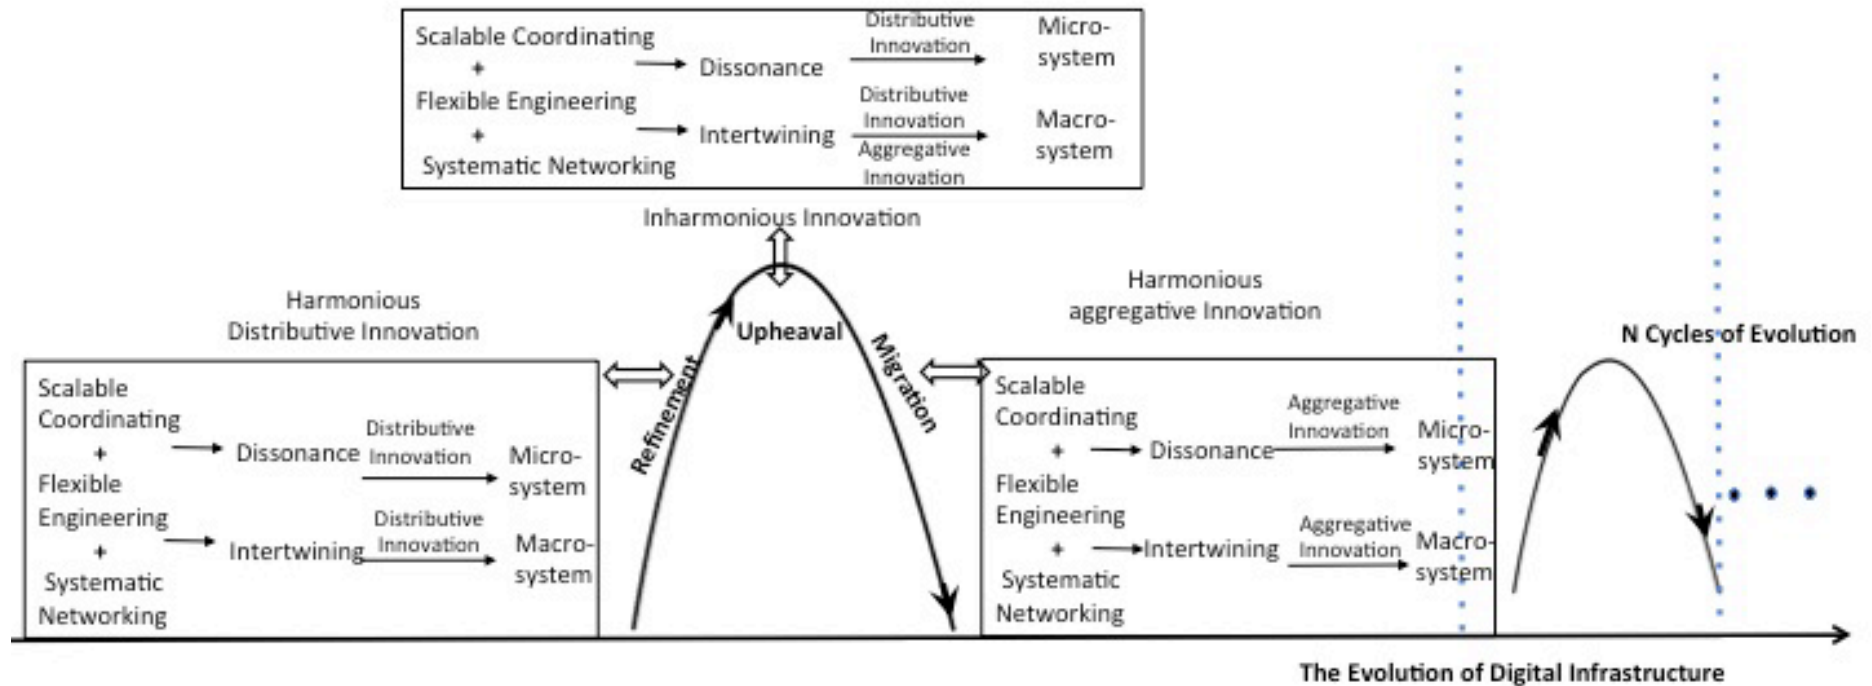 Scalable Coordinating
+
Flexible Engineering
+
Systematic Networking
Dissonance
Intertwining
Distributive
Innovation
Distributive
Innovation
Aggregative
Innovation
Micro-
system
Macro-
system
Inharmonious Innovation
Harmonious
Distributive Innovation
Scalable
Coordinating
+
Flexible
Engineering
+
Systematic
Networking
Dissonance
Intertwining
Distributive
Innovation
Distributive
Innovation
Micro-
system
Macro-
system
Refinement
Upheaval
Migration
Harmonious
aggregative Innovation
Scalable
Coordinating
+
Flexible
Engineering
+
Systematic
Networking
Dissonance
Intertwining
Aggregative
Innovation
Aggregative
Innovation
Micro-
system
Macro-
system
N Cycles of Evolution
The Evolution of Digital Infrastructure